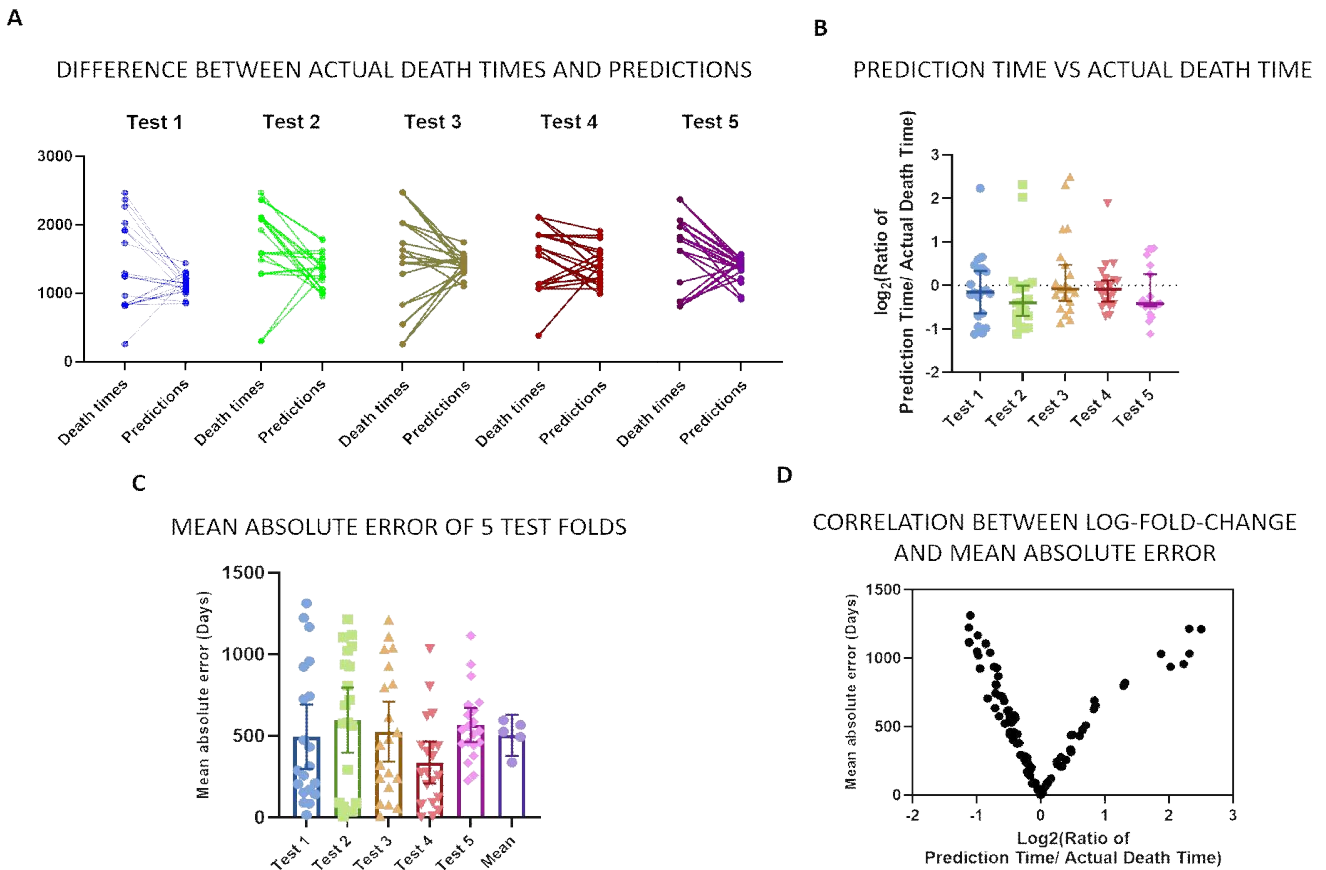 A
DIFFERENCE BETWEEN ACTUAL DEATH TIMES AND PREDICTIONS
Test 1 Test 2 Test 3 Test 4 Test 5
3000
2000
1000
0
Death times Predictions Death times Predictions Death times Predictions Death times Predictions Death times Predictions
B
PREDICTION TIME VS ACTUAL DEATH TIME
log2(Ratio of
Prediction Time/ Actual Death Time)
3
2
1
0
-1
-2
Test 1 Test 2 Test 3 Test 4 Test 5
C
MEAN ABSOLUTE ERROR OF 5 TEST FOLDS
Mean absolute error (Days)
1500
1000
500
0
Test 1 Test 2 Test 3 Test 4 Test 5 Mean
D
CORRELATION BETWEEN LOG-FOLD-CHANGE
AND MEAN ABSOLUTE ERROR
Mean absolute error (Days)
1500
1000
500
0
-2 -1 0 1 2 3
Log2(Ratio of
Prediction Time/ Actual Death Time)